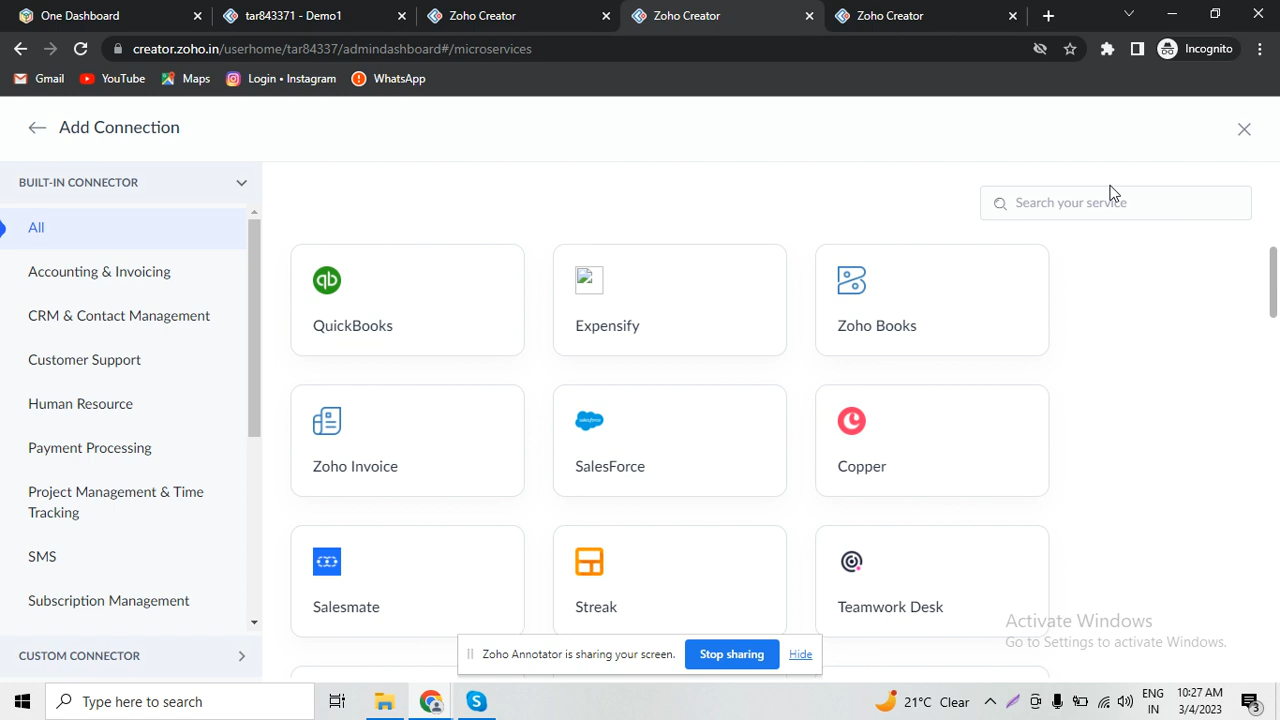 One Dashboard
tar843371 - Demo1
Zoho Creator
Zoho Creator
Zoho Creator
creator.zoho.in/userhome/tar84337/admindashboard#/microservices
Incognito
Gmail
YouTube
Maps
Login • Instagram
WhatsApp
Add Connection
BUILT-IN CONNECTOR
Search your service
All
Accounting & Invoicing
CRM & Contact Management
Customer Support
Human Resource
Payment Processing
Project Management & Time
Tracking
SMS
Subscription Management
CUSTOM CONNECTOR
qb
QuickBooks
Expensify
Zoho Books
Zoho Invoice
salesforce
SalesForce
Copper
Salesmate
Streak
Teamwork Desk
Activate Windows
Go to Settings to activate Windows.
Zoho Annotator is sharing your screen.
Stop sharing
Hide
Type here to search
21°C Clear
ENG
IN
10:27 AM
3/4/2023
3